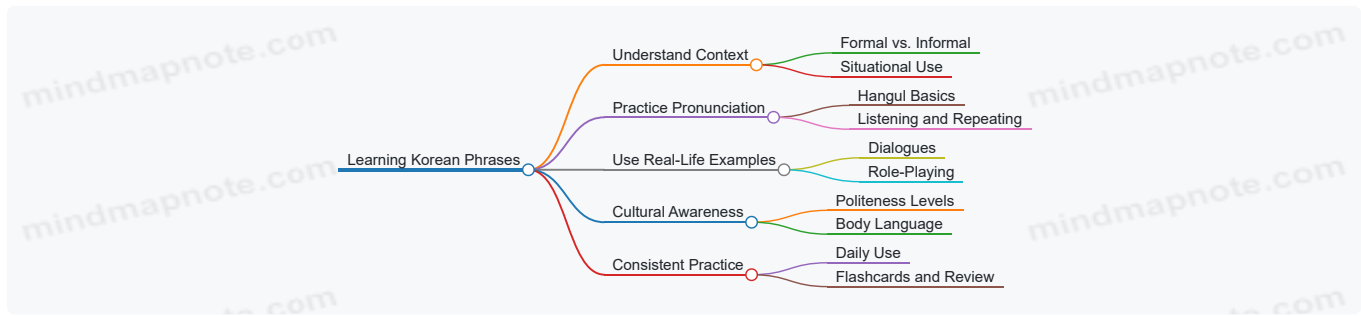 Learning Korean Phrases
Understand Context
Formal vs. Informal
Situational Use
Practice Pronunciation
Hangul Basics
Listening and Repeating
Use Real-Life Examples
Dialogues
Role-Playing
Cultural Awareness
Politeness Levels
Body Language
Consistent Practice
Daily Use
Flashcards and Review
mindmapnote.com
mindmapnote.com
mindmapnote.com
mindmapnote.com
mindmapnote.com
mindmapnote.com